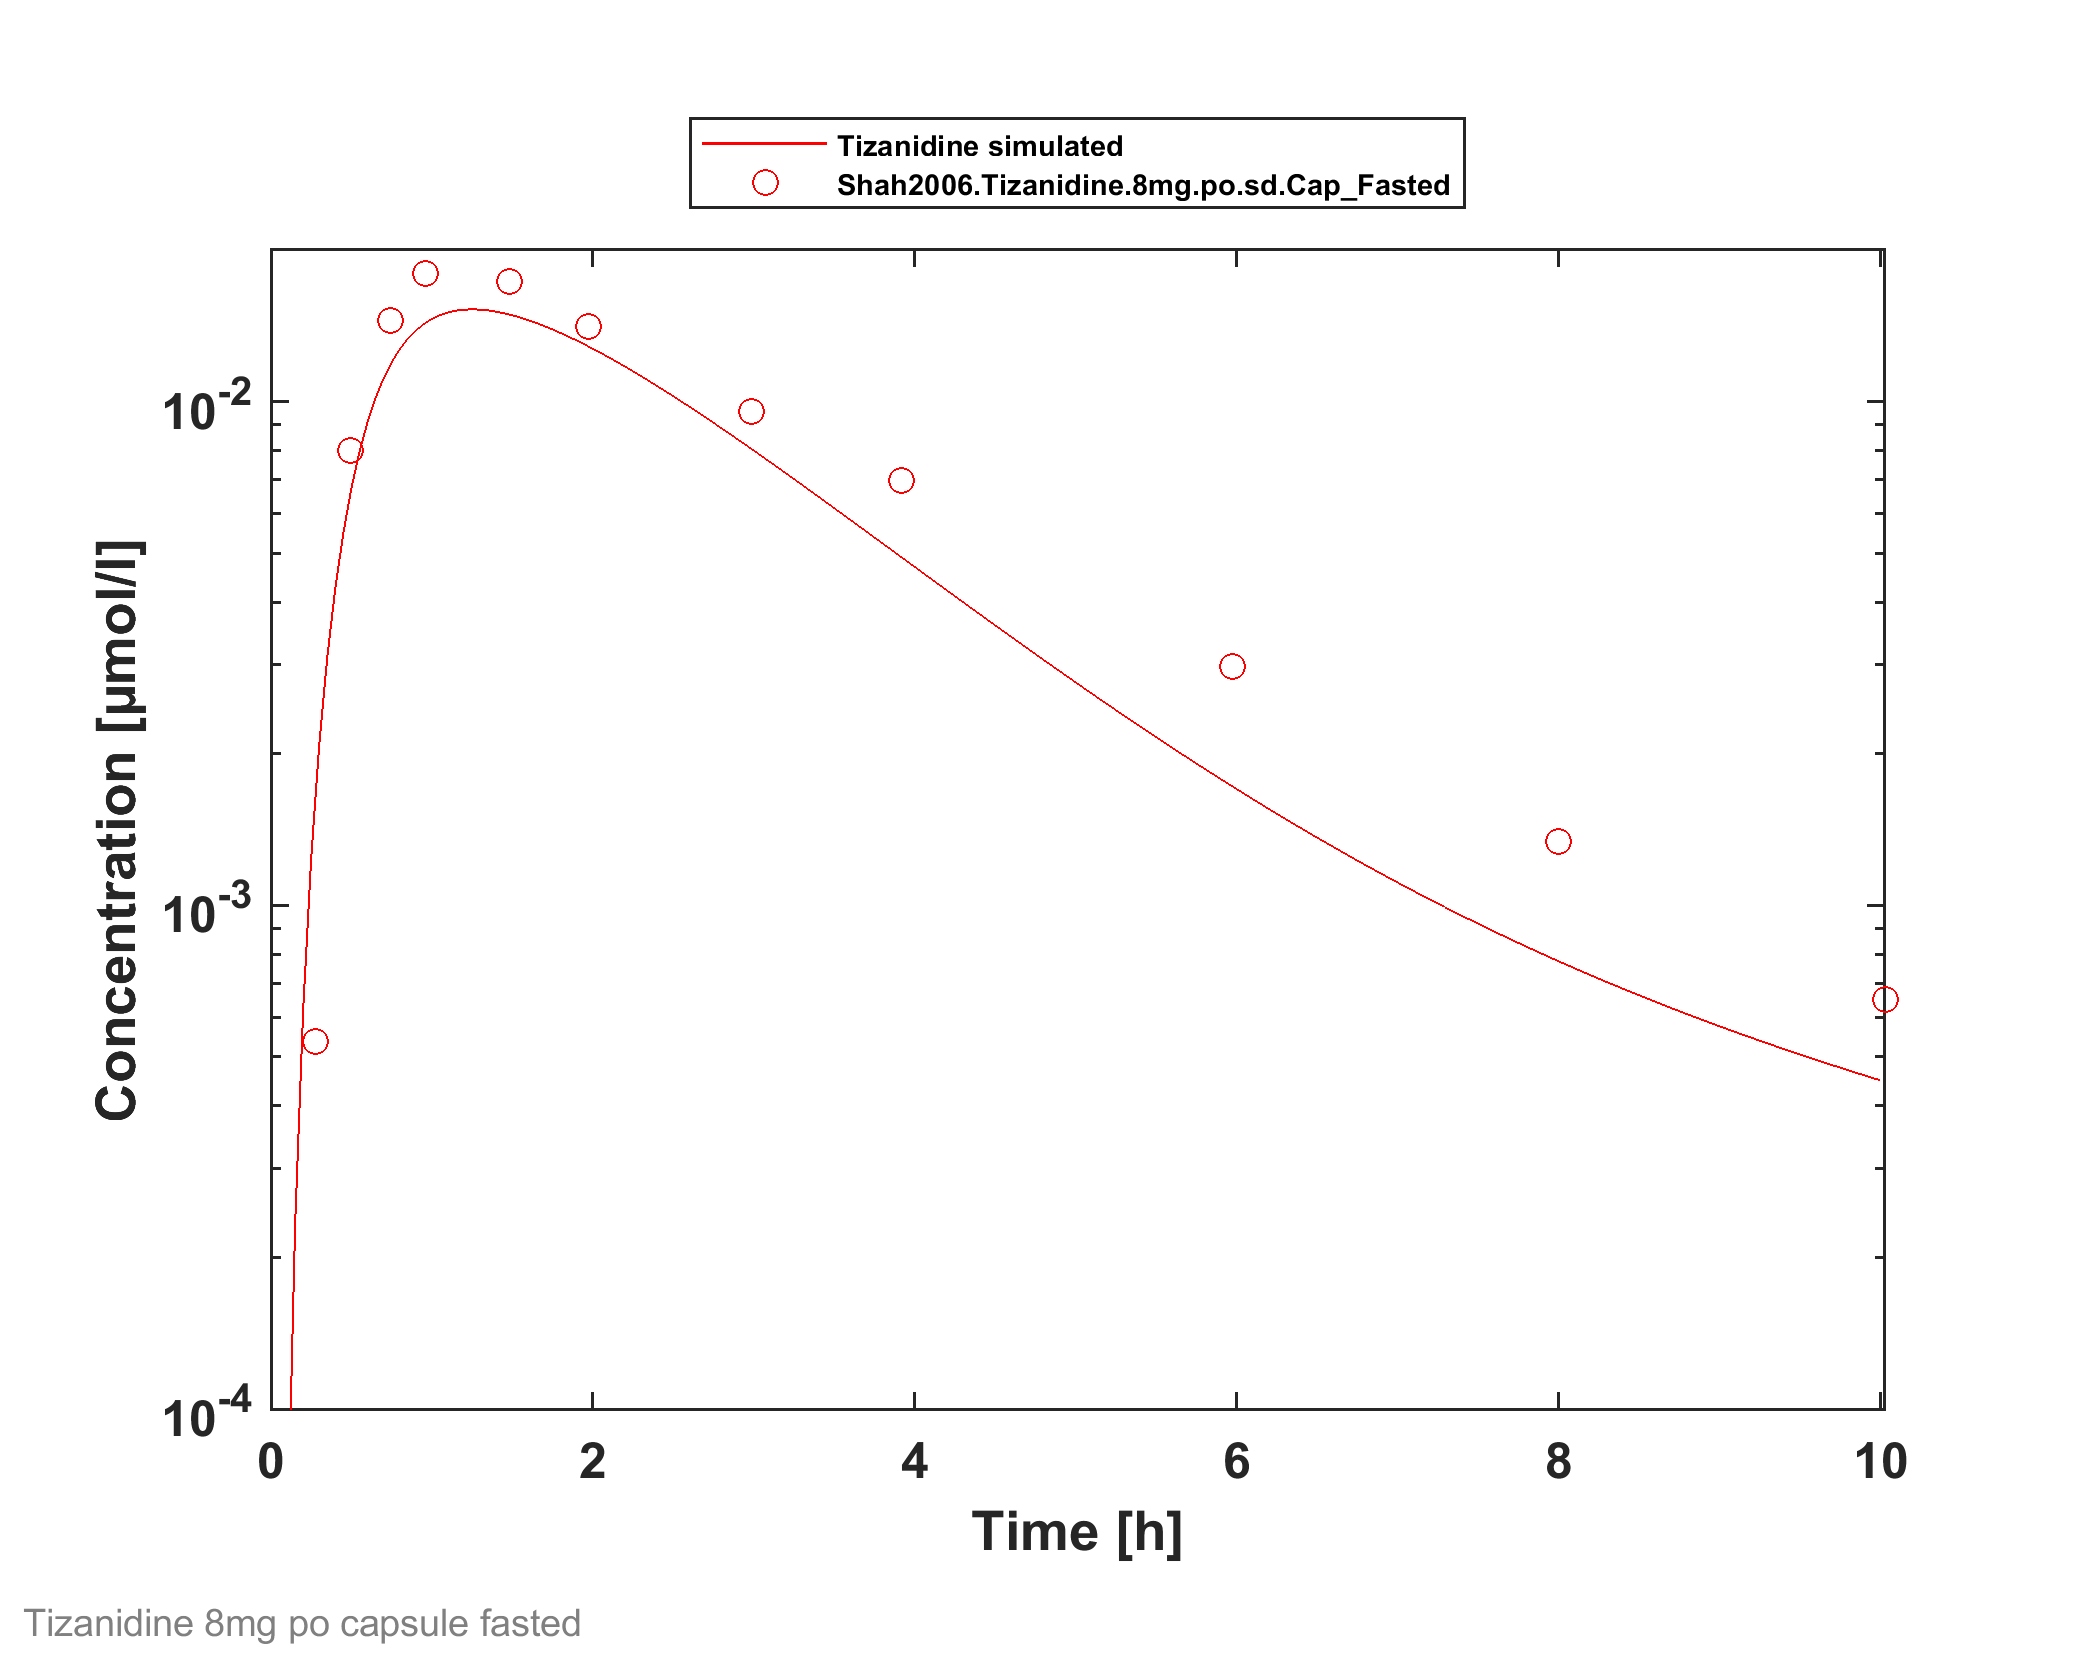 Tizanidine simulated
Shah2006.Tizanidine.8mg.po.sd.Cap_Fasted
Concentration [µmol/l]
10-2
10-3
10-4
0 2 4 6 8 10
Time [h]
Tizanidine 8mg po capsule fasted